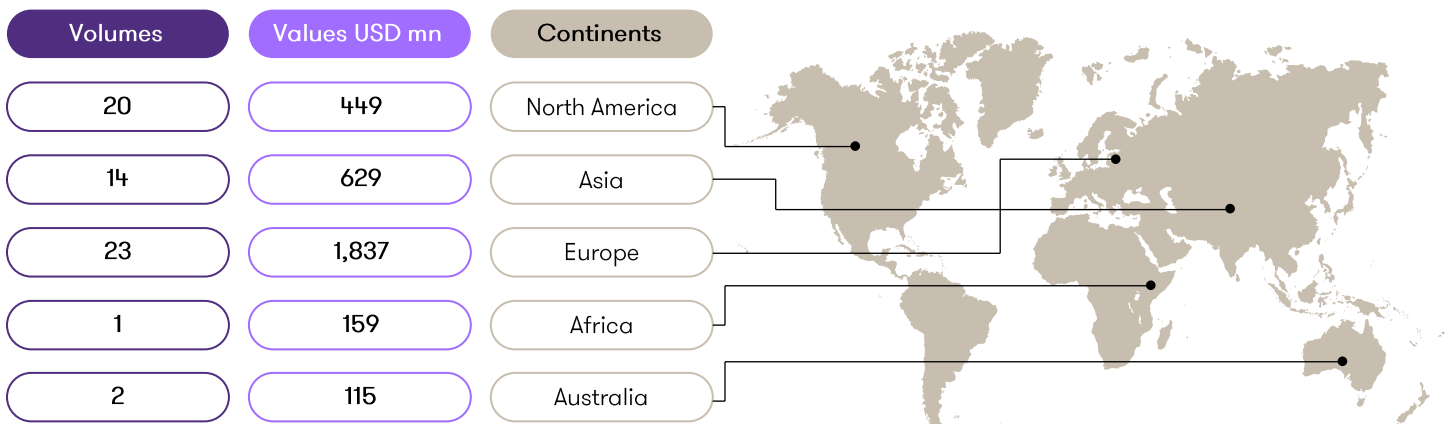 Volumes Values USD mn Continents
20 449 North America
14 629 Asia
23 1,837 Europe
1 159 Africa
2 115 Australia